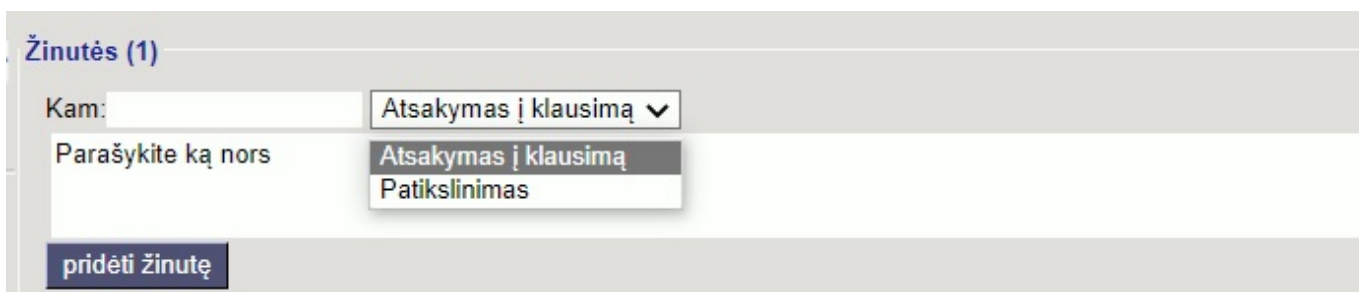 Žinutės (1)
Kam: Atsakymas į klausimą
Parašykite ką nors
Atsakymas į klausimą
Patikslinimas
pridėti žinutę